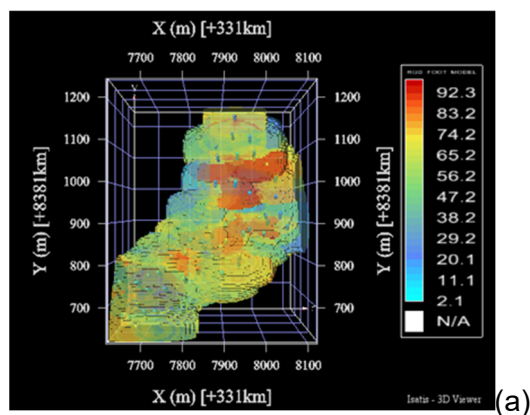 X (m) [+331km]
7700 7800 7900 8000 8100
1200 1200
1100 1100
1000 1000
900 900
800 800
700 700
Y (m) [+8381km]
Y (m) [+8381km]
7700 7800 7900 8000 8100
X (m) [+331km]
92.3
83.2
74.2
65.2
56.2
47.2
38.2
29.2
20.1
11.1
2.1
N/A
Isatis - 3D Viewer
(a)